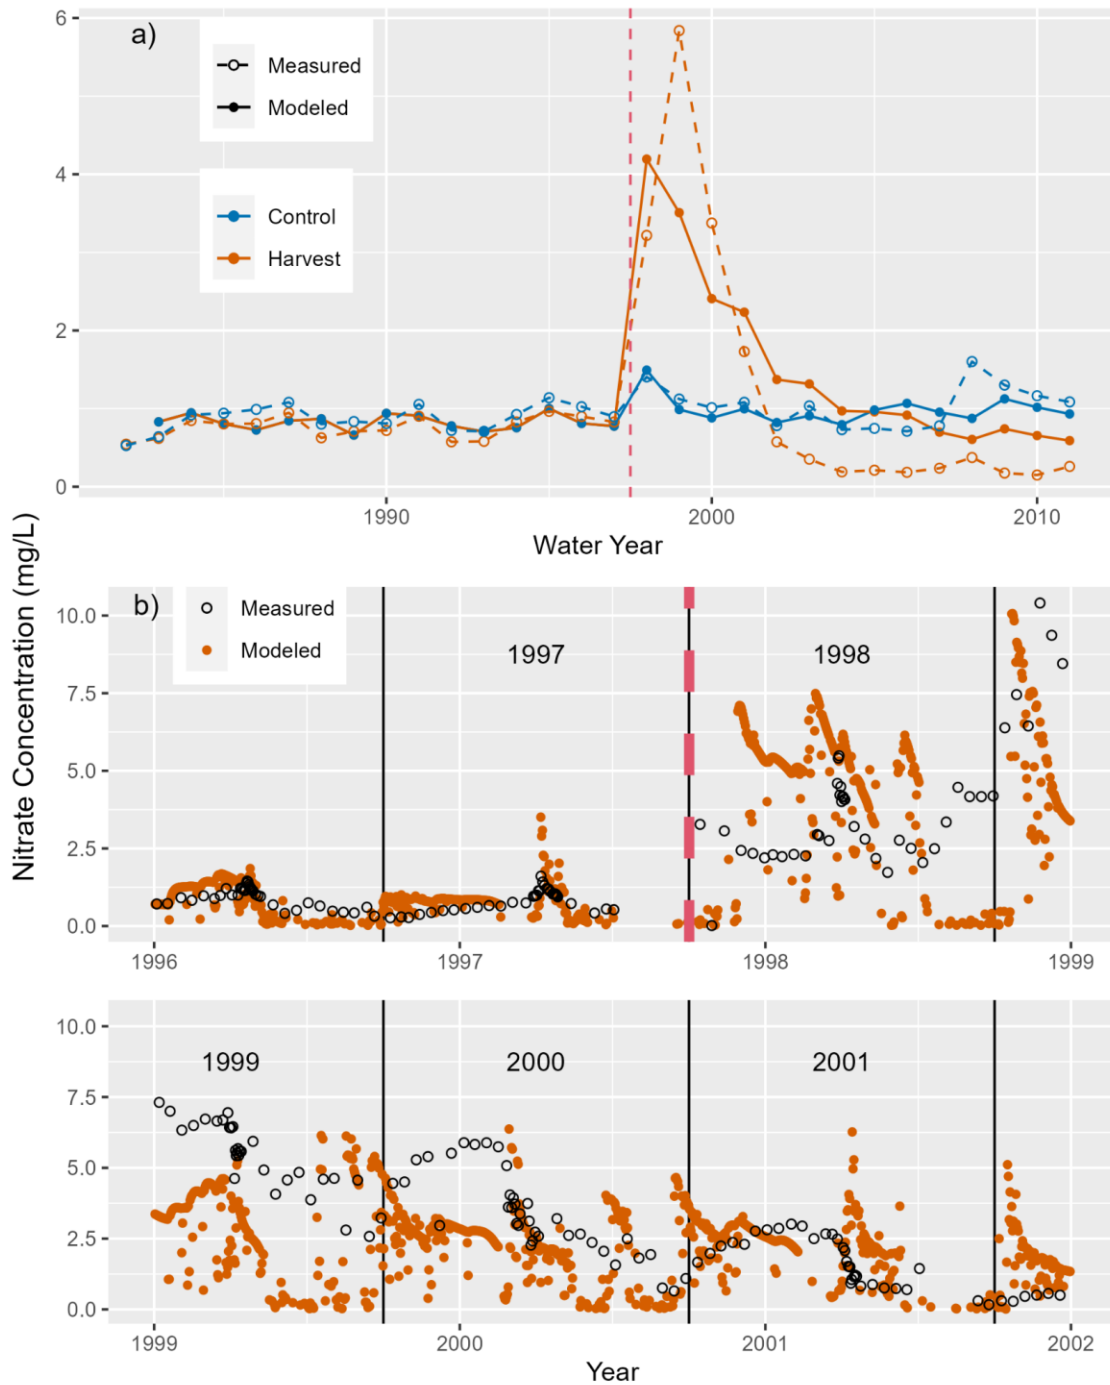 a)
Measured
Modeled
Control
Harvest
6
4
2
0
1990 2000 2010
Water Year
Nitrate Concentration (mg/L)
b)
Measured
Modeled
1997 1998
10.0
7.5
5.0
2.5
0.0
1996 1997 1998 1999
1999 2000 2001
10.0
7.5
5.0
2.5
0.0
1999 2000 2001 2002
Year